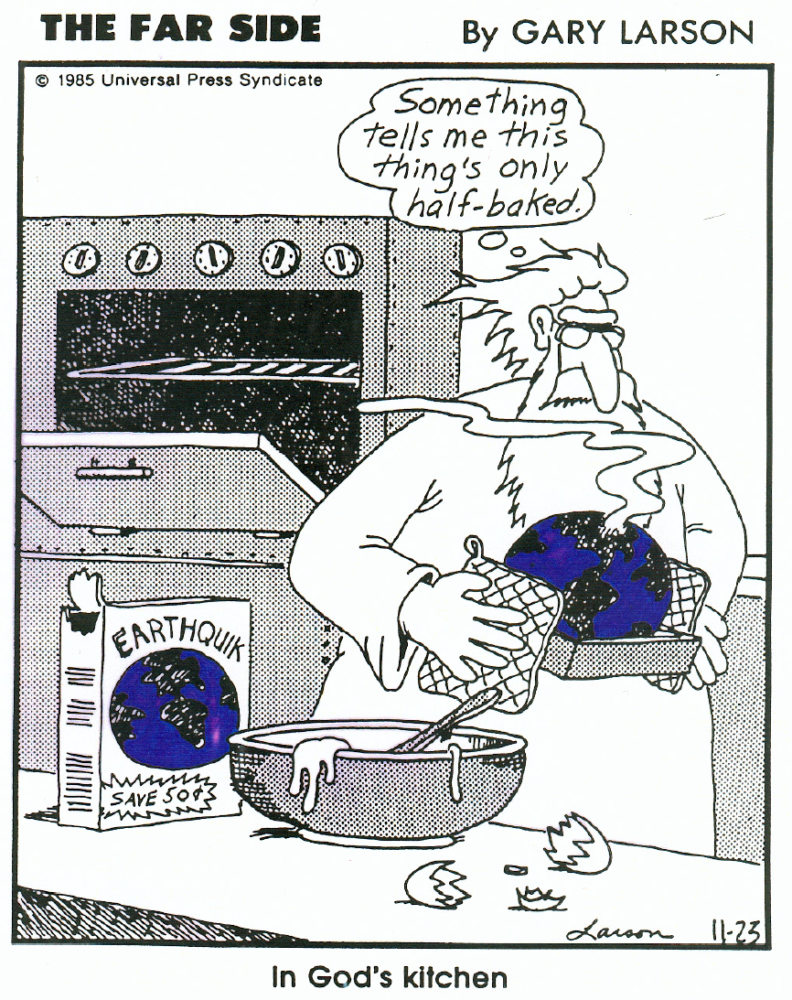 THE FAR SIDE By GARY LARSON
© 1985 Universal Press Syndicate
Something
tells me this
thing's only
half-baked.
EARTHQUIK
SAVE 50¢
Larson 11-23
In God's kitchen